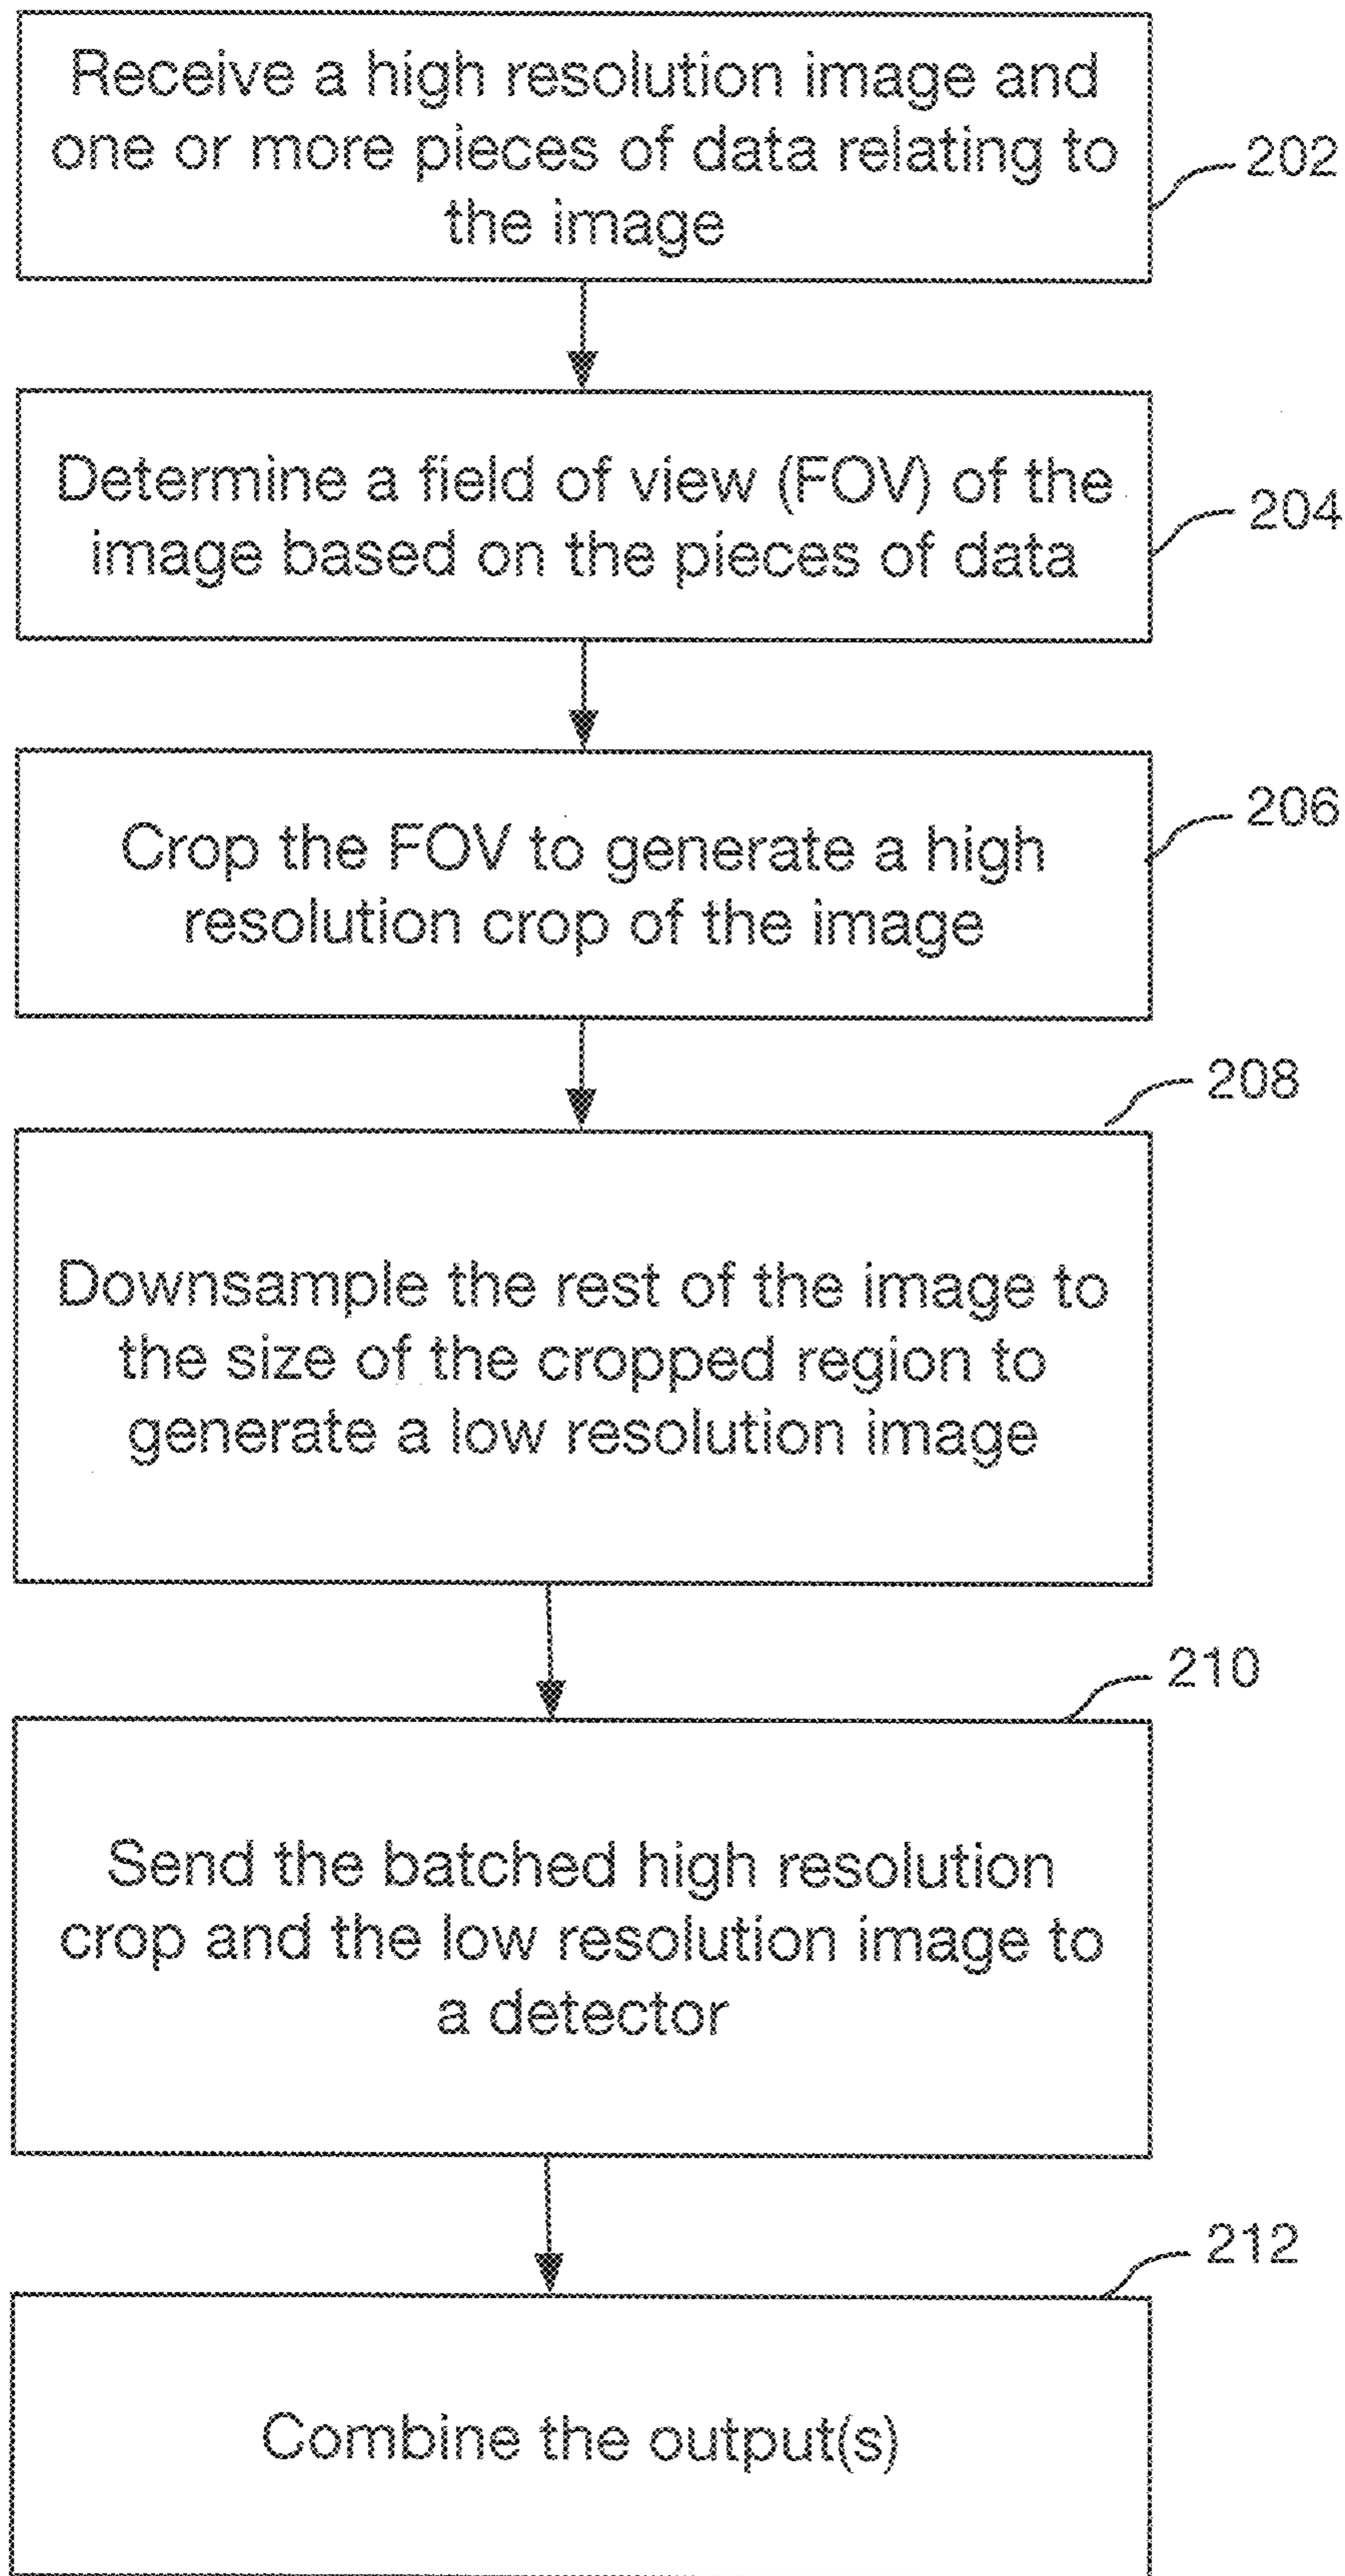 Receive a high resolution image and
one or more pieces of data relating to
the image
202
Determine a field of view (FOV) of the
image based on the pieces of data
204
Crop the FOV to generate a high
resolution crop of the image
206
208
Downsample the rest of the image to
the size of the cropped region to
generate a low resolution image
210
Send the batched high resolution
crop and the low resolution image to
a detector
212
Combine the output(s)